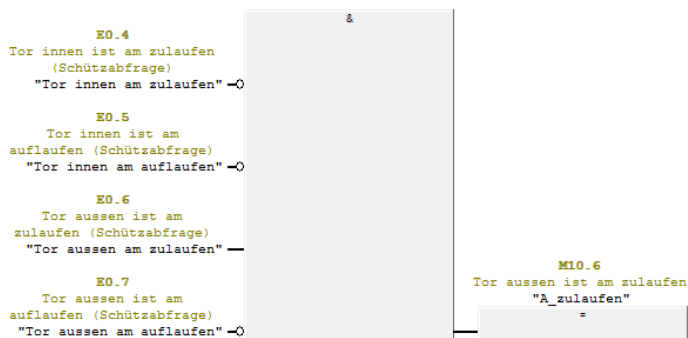 &
E0.4
Tor innen ist am zulaufen
(Schützabfrage)
"Tor innen am zulaufen"
E0.5
Tor innen ist am
auflaufen (Schützabfrage)
"Tor innen am auflaufen"
E0.6
Tor aussen ist am
zulaufen (Schützabfrage)
"Tor aussen am zulaufen"
E0.7
Tor aussen ist am
auflaufen (Schützabfrage)
"Tor aussen am auflaufen"
M10.6
Tor aussen ist am zulaufen
"A_zulaufen"
=